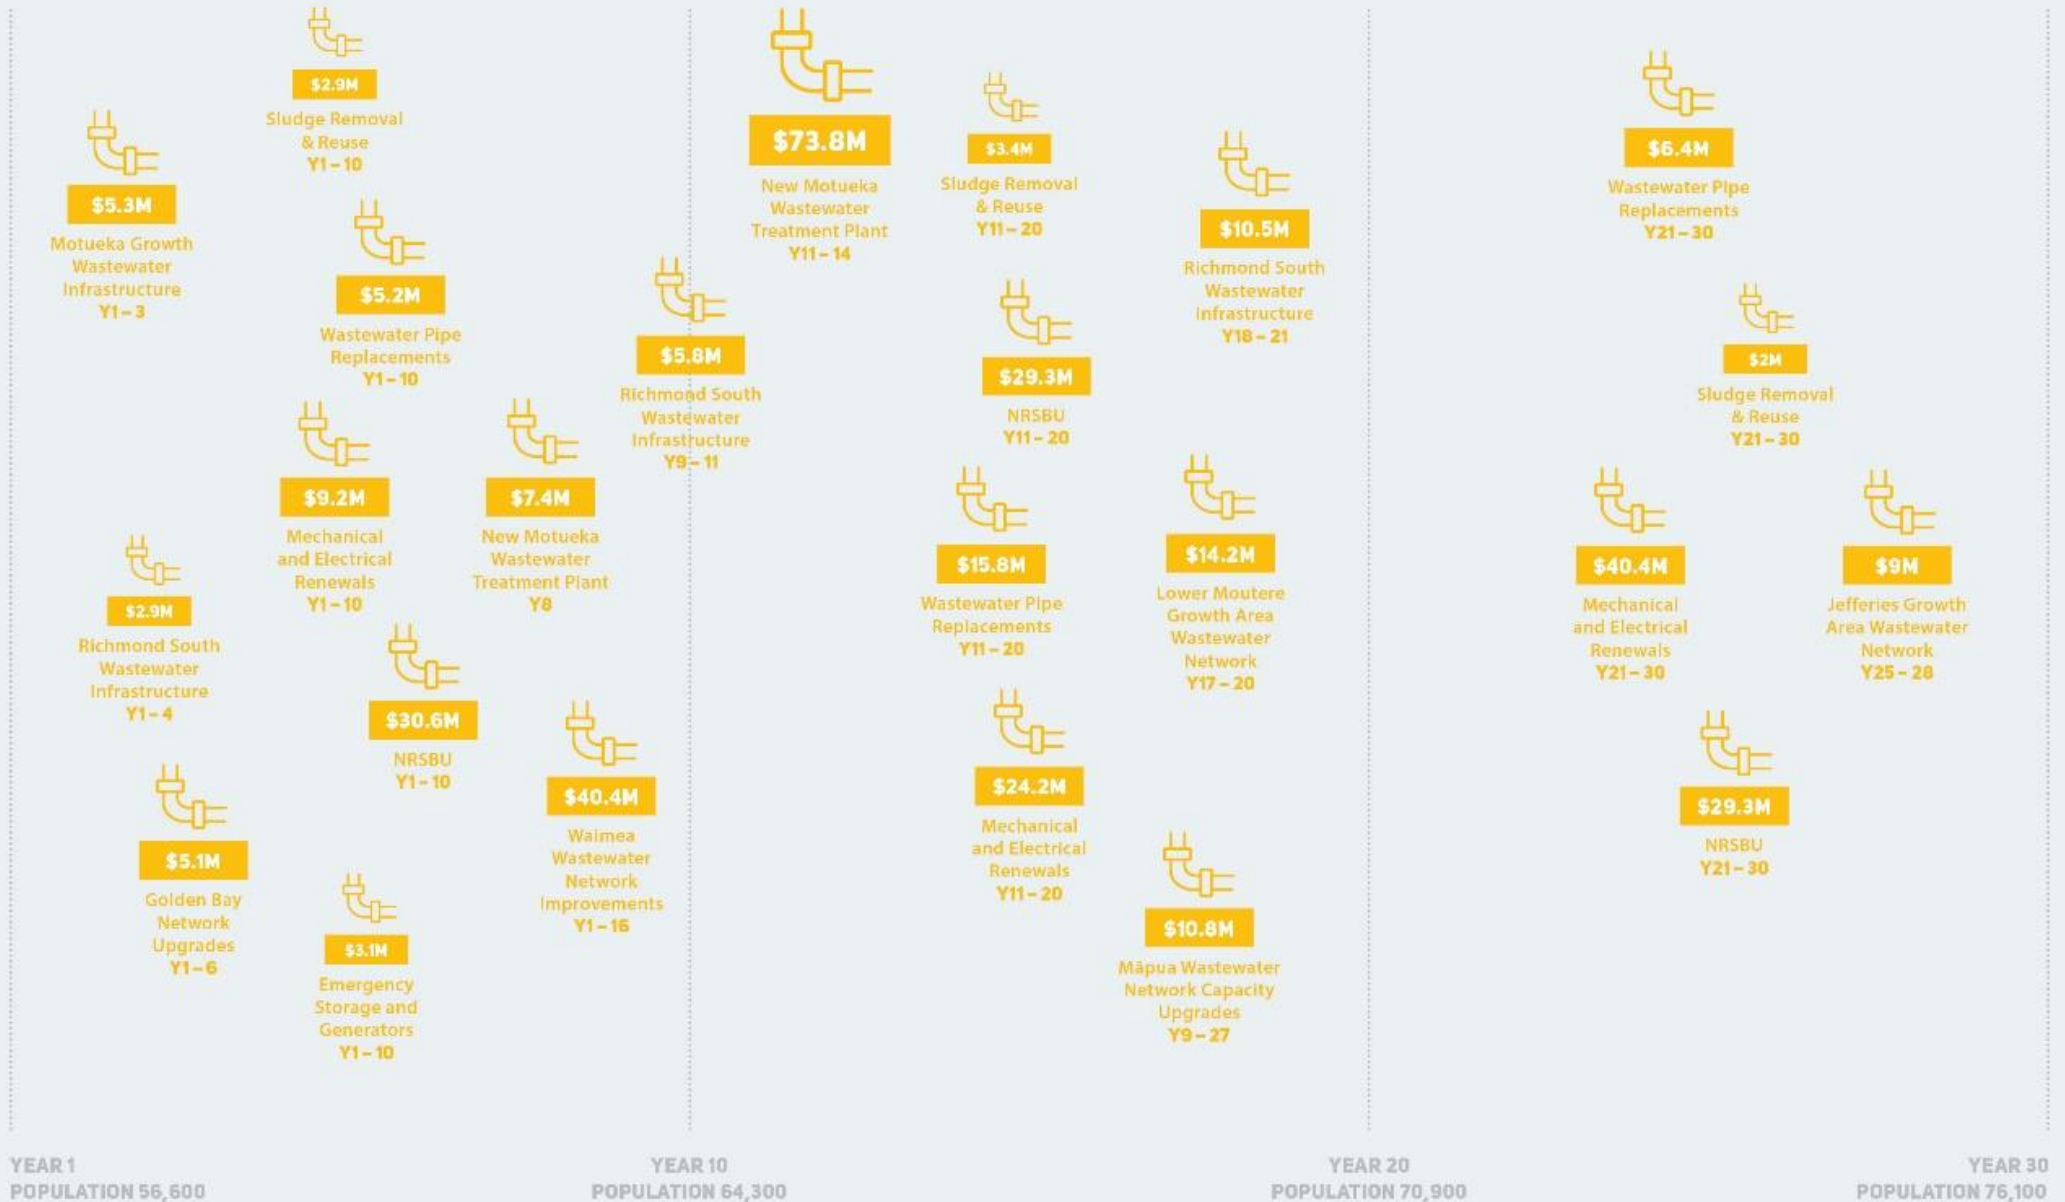 $2.9M
Sludge Removal
& Reuse
Y1 – 10
$5.3M
Motueka Growth
Wastewater
Infrastructure
Y1 – 3
$5.2M
Wastewater Pipe
Replacements
Y1 – 10
$5.8M
Richmond South
Wastewater
Infrastructure
Y9 – 11
$9.2M
Mechanical
and Electrical
Renewals
Y1 – 10
$7.4M
New Motueka
Wastewater
Treatment Plant
Y8
$2.9M
Richmond South
Wastewater
Infrastructure
Y1 – 4
$30.6M
NRSBU
Y1 – 10
$40.4M
Waimea
Wastewater
Network
Improvements
Y1 – 16
$5.1M
Golden Bay
Network
Upgrades
Y1 – 6
$3.1M
Emergency
Storage and
Generators
Y1 – 10
$73.8M
New Motueka
Wastewater
Treatment Plant
Y11 – 14
$3.4M
Sludge Removal
& Reuse
Y11 – 20
$10.5M
Richmond South
Wastewater
Infrastructure
Y18 – 21
$29.3M
NRSBU
Y11 – 20
$15.8M
Wastewater Pipe
Replacements
Y11 – 20
$14.2M
Lower Moutere
Growth Area
Wastewater
Network
Y17 – 20
$24.2M
Mechanical
and Electrical
Renewals
Y11 – 20
$10.8M
Māpua Wastewater
Network Capacity
Upgrades
Y9 – 27
$6.4M
Wastewater Pipe
Replacements
Y21 – 30
$2M
Sludge Removal
& Reuse
Y21 – 30
$40.4M
Mechanical
and Electrical
Renewals
Y21 – 30
$9M
Jefferies Growth
Area Wastewater
Network
Y25 – 28
$29.3M
NRSBU
Y21 – 30
YEAR 1
POPULATION 56,600
YEAR 10
POPULATION 64,300
YEAR 20
POPULATION 70,900
YEAR 30
POPULATION 76,100